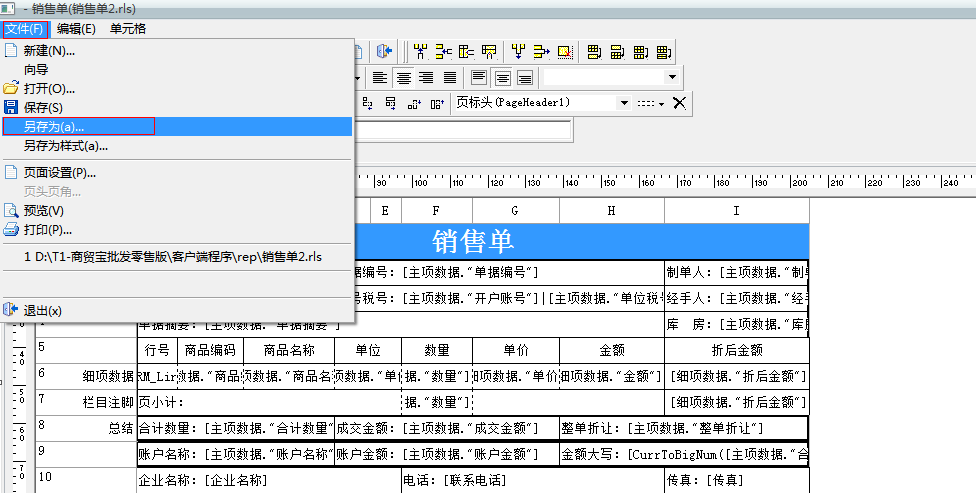 - 销售单(销售单2.rls)
文件(F) 编辑(E) 单元格
新建(N)...
向导
打开(O)...
保存(S)
另存为(a)...
另存为样式(a)...
页面设置(P)...
页头页角...
预览(V)
打印(P)...
1 D:\T1-商贸宝批发零售版\客户端程序\rep\销售单2.rls
退出(x)
页标头(PageHeader1)
90 100 110 120 130 140 150 160 170 180 190 200 210 220 230 240
E F G H I
销售单
据编号: [主项数据."单据编号"] 制单人: [主项数据."制单
号税号: [主项数据."开户账号"]|[主项数据."单位税号 经手人: [主项数据."经手
单据摘要: [主项数据."单据摘要"] 库 房: [主项数据."库房
5 行号 商品编码 商品名称 单位 数量 单价 金额 折后金额
6 细项数据 RM_Lin 数据."商品 项数据."商品名 项数据."单位 据."数量"] 细项数据."单价 细项数据."金额"] [细项数据."折后金额"]
7 栏目注脚 页小计: 据."数量"] [细项数据."折后金额"]
8 总结 合计数量: [主项数据."合计数量" 成交金额: [主项数据."成交金额"] 整单折让: [主项数据."整单折让"]
9 账户名称: [主项数据."账户名称" 账户金额: [主项数据."账户金额"] 金额大写: [CurrToBigNum([主项数据."合
10 企业名称: [企业名称] 电话: [联系电话] 传真: [传真]